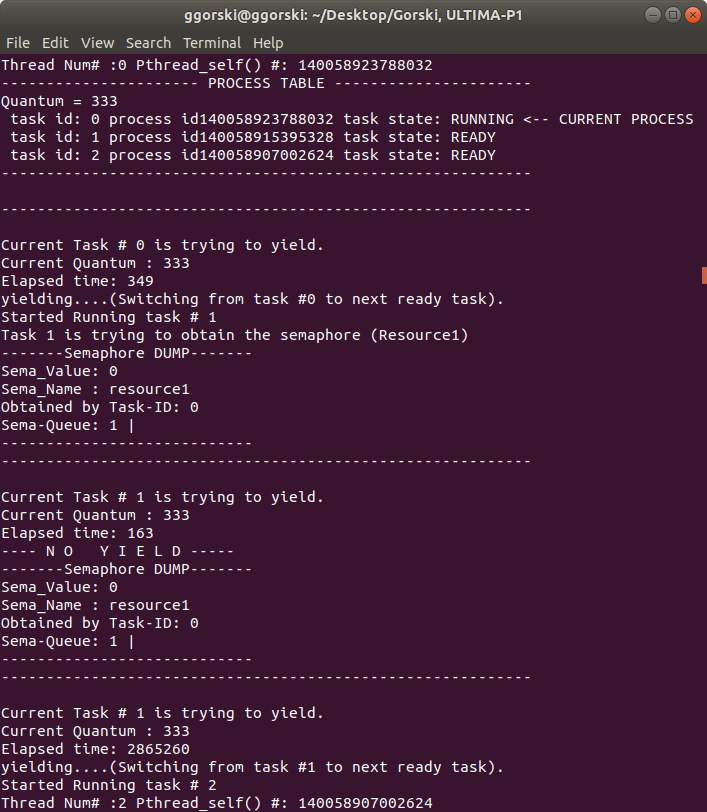 ggorski@ggorski: ~/Desktop/Gorski, ULTIMA-P1
File Edit View Search Terminal Help
Thread Num# :0 Pthread_self() #: 140058923788032
---------------------- PROCESS TABLE ----------------------
Quantum = 333
 task id: 0 process id140058923788032 task state: RUNNING <-- CURRENT PROCESS
 task id: 1 process id140058915395328 task state: READY
 task id: 2 process id140058907002624 task state: READY
-----------------------------------------------------------
-----------------------------------------------------------
Current Task # 0 is trying to yield.
Current Quantum : 333
Elapsed time: 349
yielding....(Switching from task #0 to next ready task).
Started Running task # 1
Task 1 is trying to obtain the semaphore (Resource1)
-------Semaphore DUMP-------
Sema_Value: 0
Sema_Name : resource1
Obtained by Task-ID: 0
Sema-Queue: 1 |
----------------------------
-----------------------------------------------------------
Current Task # 1 is trying to yield.
Current Quantum : 333
Elapsed time: 163
---- N O   Y I E L D -----
-------Semaphore DUMP-------
Sema_Value: 0
Sema_Name : resource1
Obtained by Task-ID: 0
Sema-Queue: 1 |
----------------------------
-----------------------------------------------------------
Current Task # 1 is trying to yield.
Current Quantum : 333
Elapsed time: 2865260
yielding....(Switching from task #1 to next ready task).
Started Running task # 2
Thread Num# :2 Pthread_self() #: 140058907002624